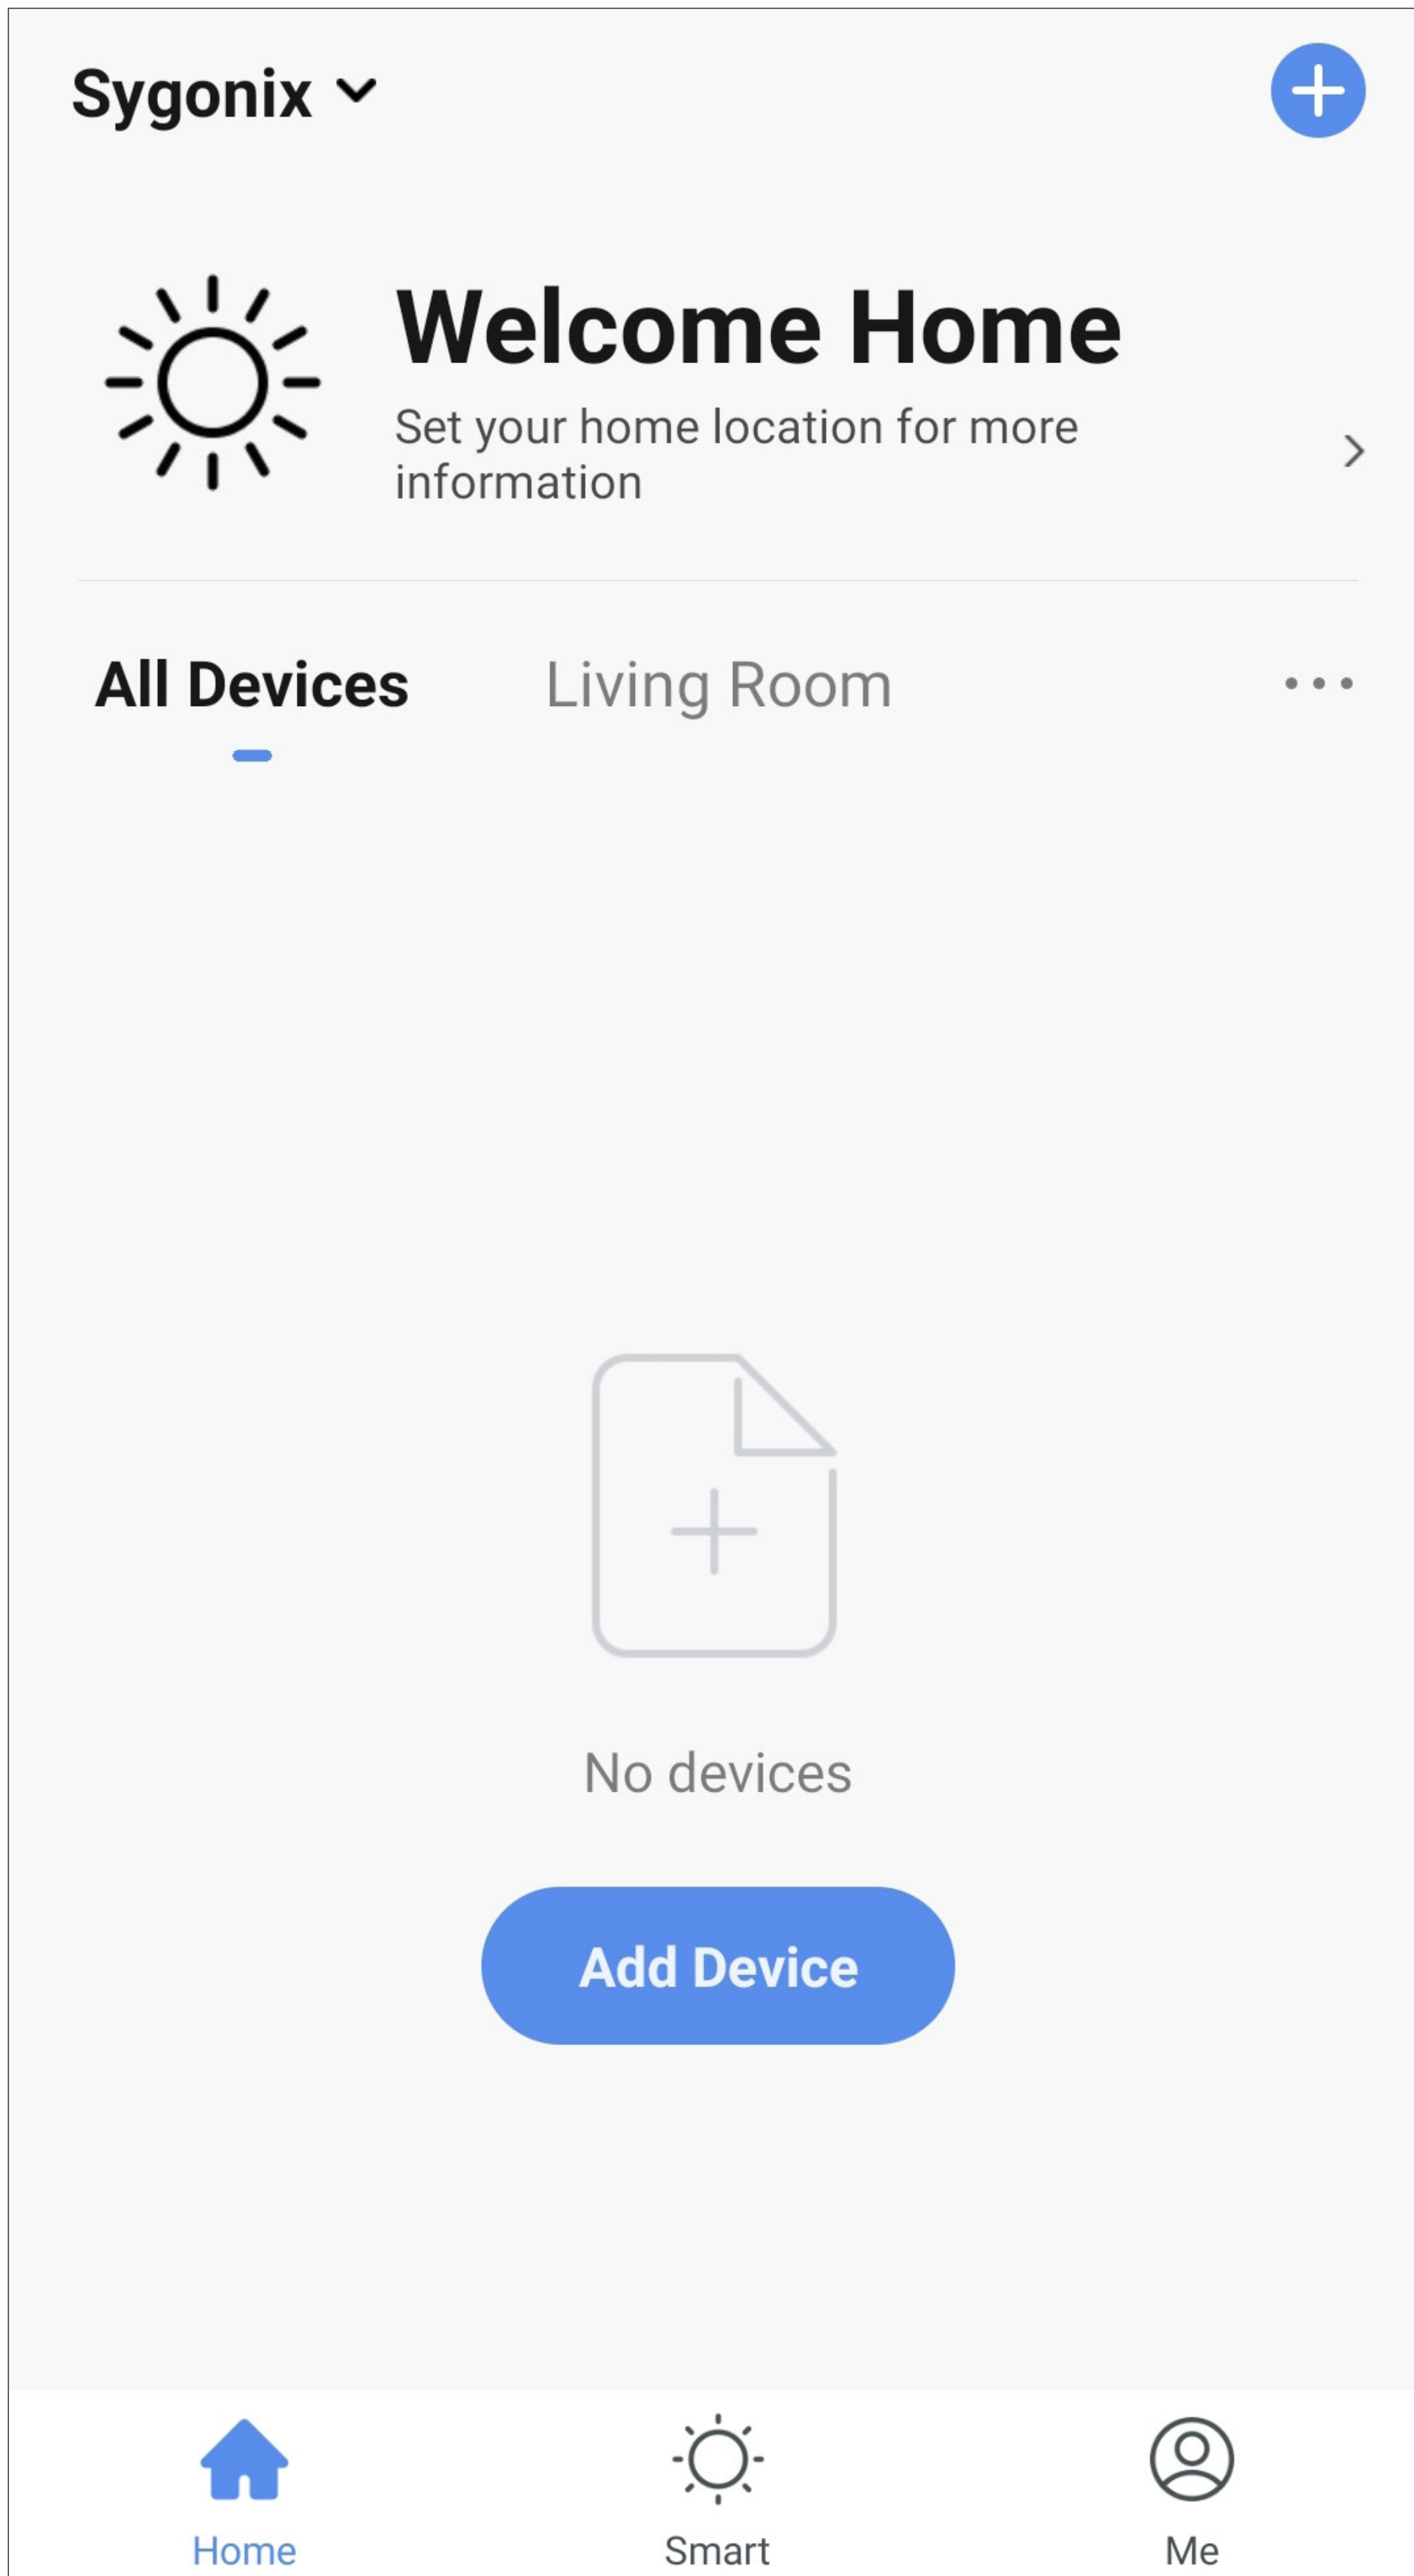 Sygonix
Welcome Home
Set your home location for more
information
All Devices
Living Room
No devices
Add Device
Home
Smart
Me